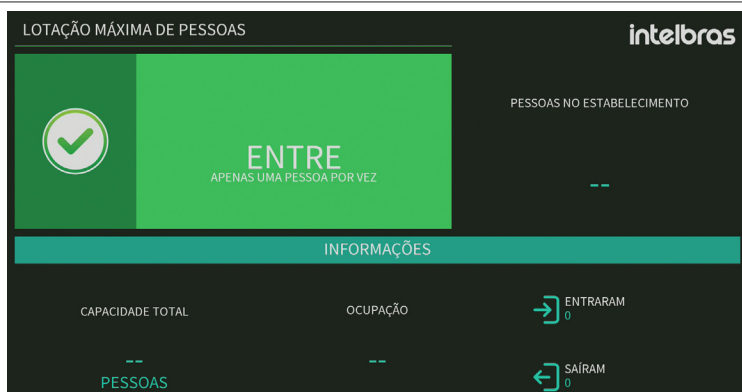 LOTAÇÃO MÁXIMA DE PESSOAS
intelbras
ENTRE
APENAS UMA PESSOA POR VEZ
PESSOAS NO ESTABELECIMENTO
--
INFORMAÇÕES
CAPACIDADE TOTAL
--
PESSOAS
OCUPAÇÃO
--
ENTRARAM
0
SAÍRAM
0